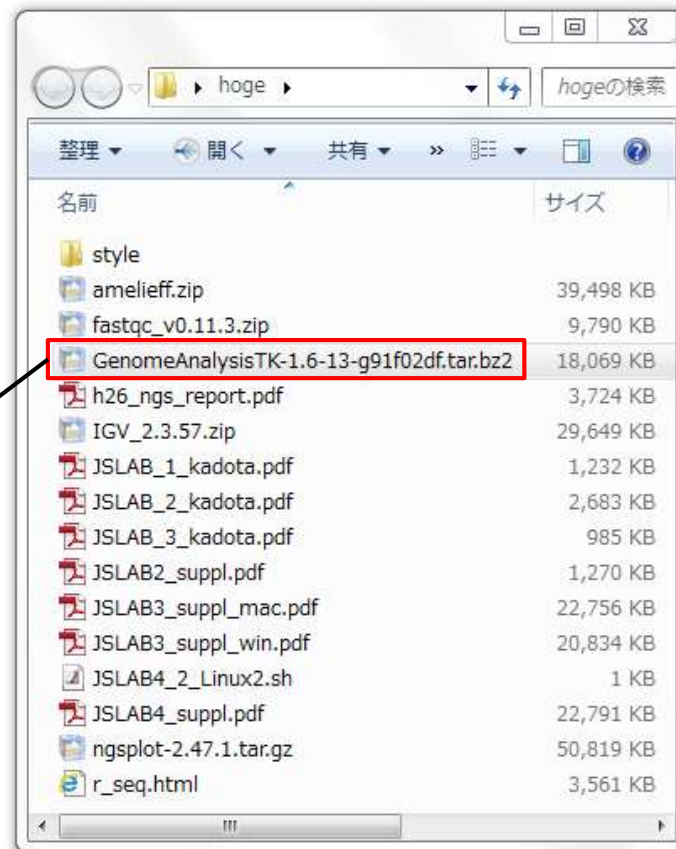 hoge
hogeの検索
整理 開く 共有 »
名前 サイズ
style
amelieff.zip 39,498 KB
fastqc_v0.11.3.zip 9,790 KB
GenomeAnalysisTK-1.6-13-g91f02df.tar.bz2 18,069 KB
h26_ngs_report.pdf 3,724 KB
IGV_2.3.57.zip 29,649 KB
JSLAB_1_kadota.pdf 1,232 KB
JSLAB_2_kadota.pdf 2,683 KB
JSLAB_3_kadota.pdf 985 KB
JSLAB2_suppl.pdf 1,270 KB
JSLAB3_suppl_mac.pdf 22,756 KB
JSLAB3_suppl_win.pdf 20,834 KB
JSLAB4_2_Linux2.sh 1 KB
JSLAB4_suppl.pdf 22,791 KB
ngsplot-2.47.1.tar.gz 50,819 KB
r_seq.html 3,561 KB